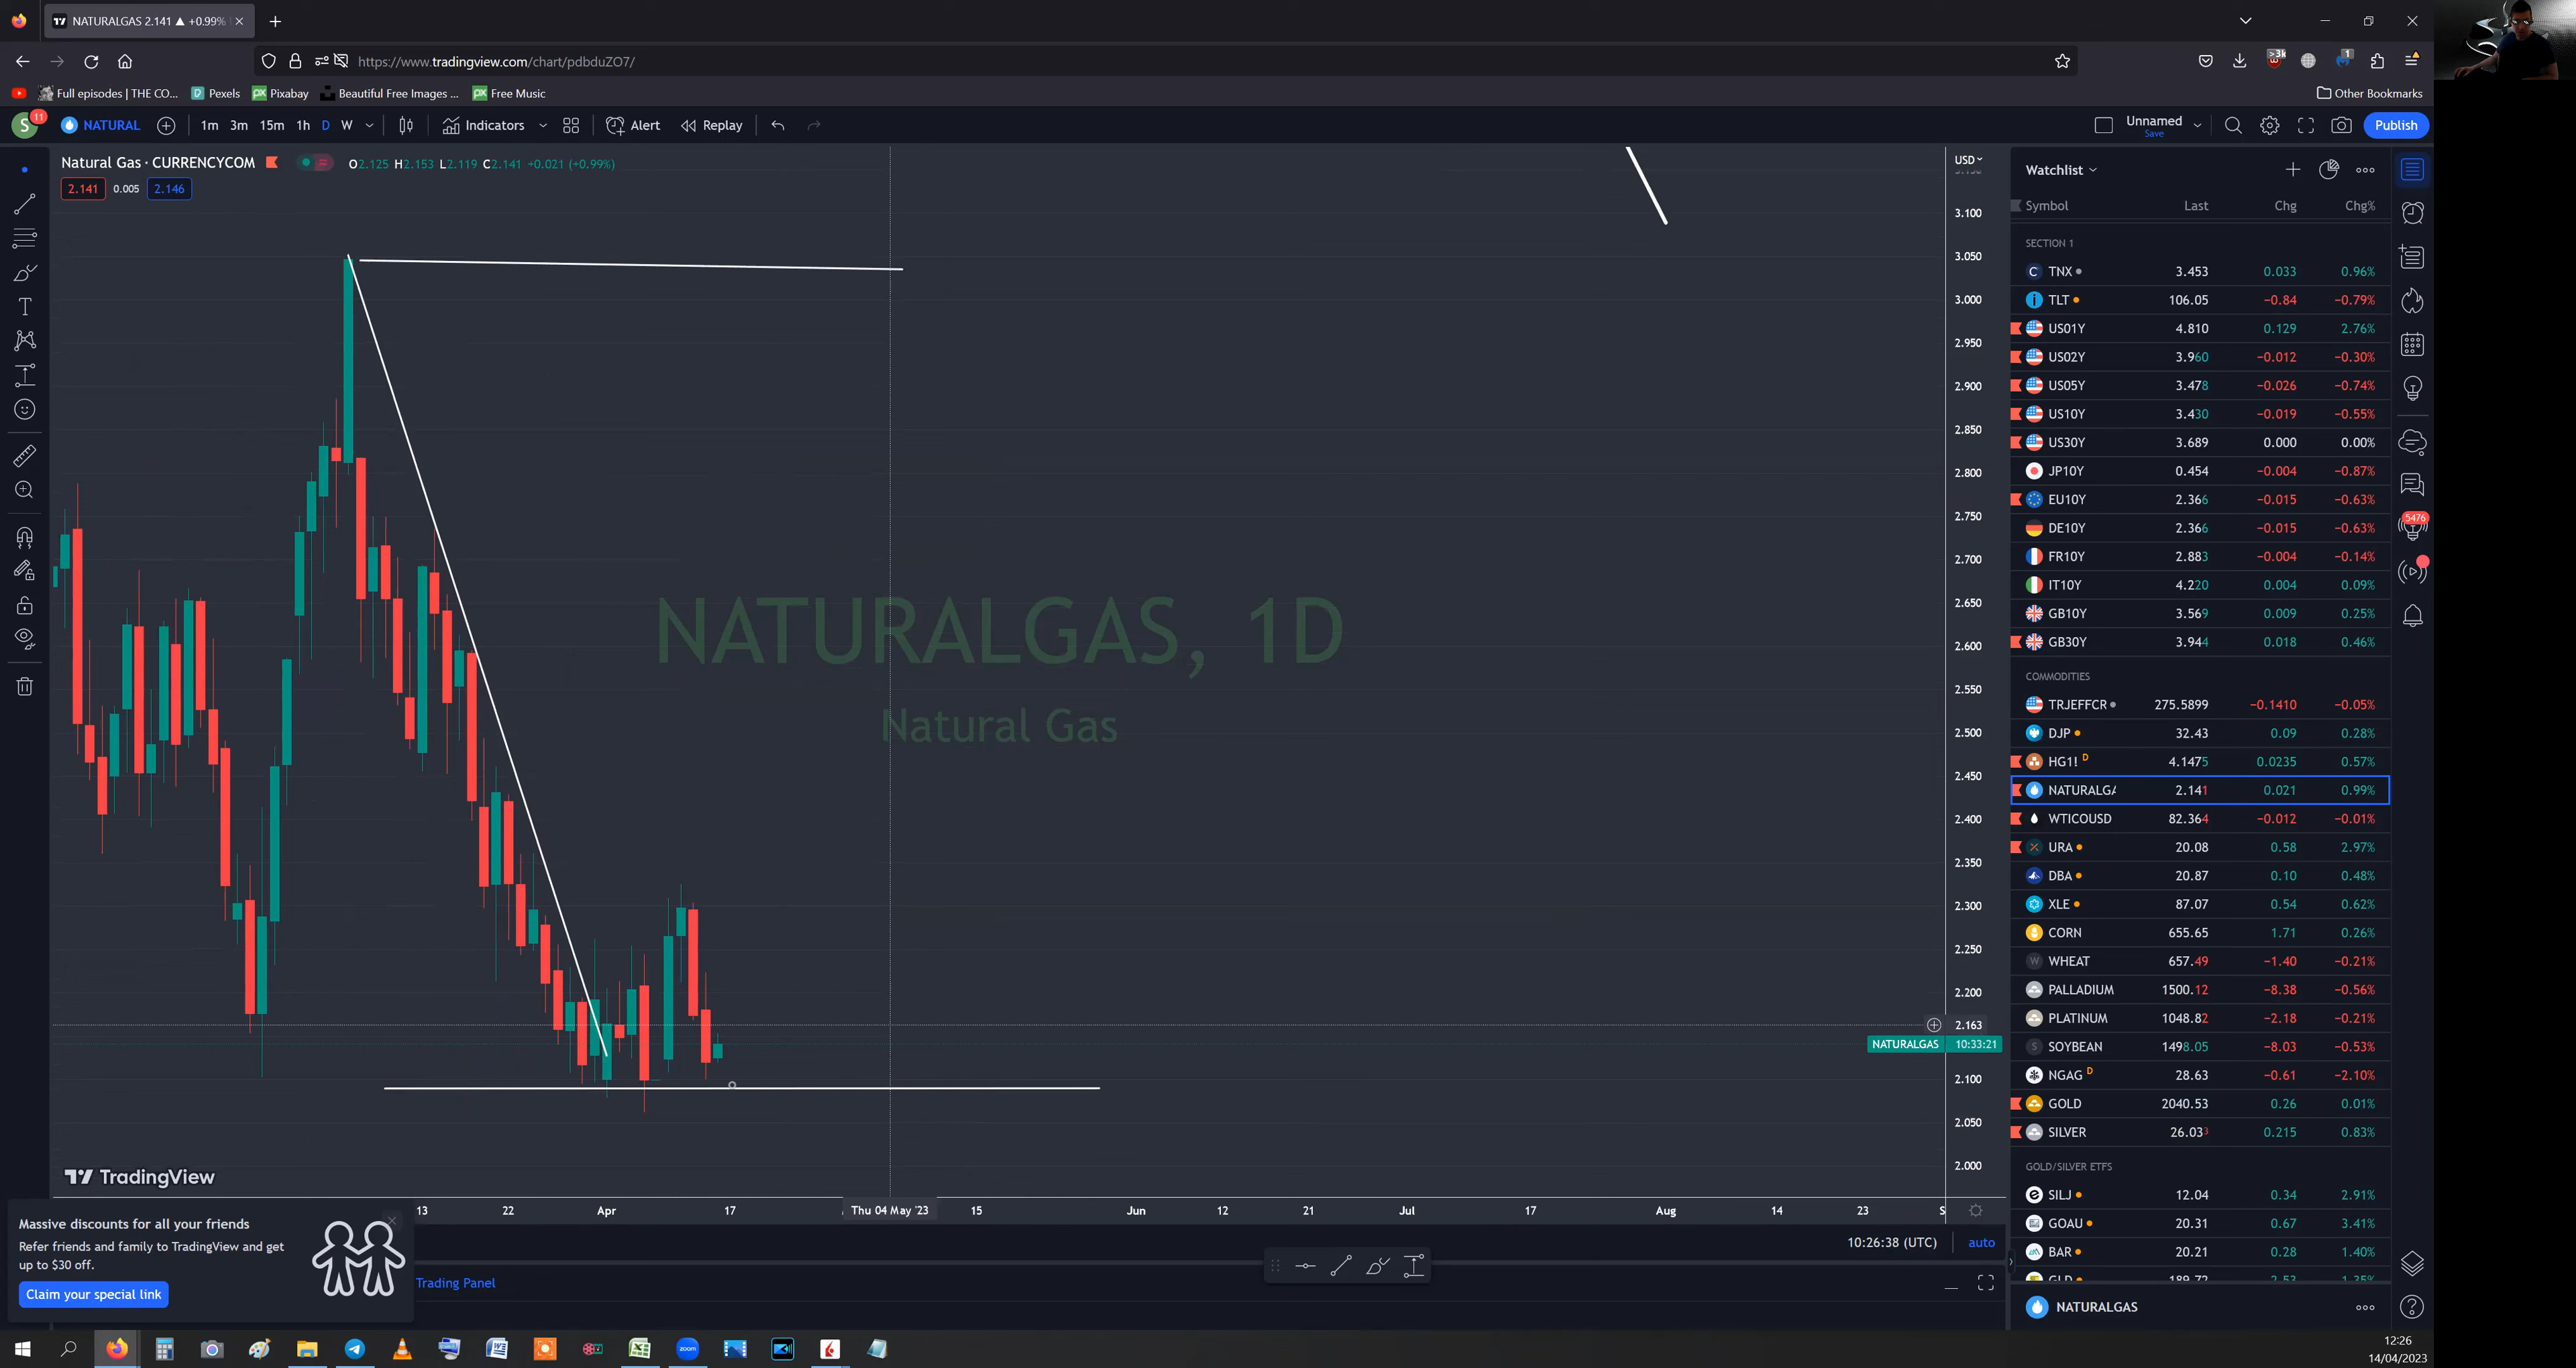 NATURALGAS 2.141 ▲ +0.99%
https://www.tradingview.com/chart/pdbduZO7/
>3k
1
Full episodes | THE CO...
Pexels
Pixabay
Beautiful Free Images ...
Free Music
Other Bookmarks
S
11
NATURAL
1m 3m 15m 1h D W
Indicators
Alert
Replay
Unnamed
Save
Publish
Natural Gas · CURRENCYCOM
O2.125 H2.153 L2.119 C2.141 +0.021 (+0.99%)
2.141 0.005 2.146
USD
3.100
3.050
3.000
2.950
2.900
2.850
2.800
2.750
2.700
2.650
2.600
2.550
2.500
2.450
2.400
2.350
2.300
2.250
2.200
2.163
NATURALGAS 10:33:21
2.100
2.050
2.000
NATURALGAS, 1D
Natural Gas
TradingView
13 22 Apr 17 Thu 04 May '23 15 Jun 12 21 Jul 17 Aug 14 23 S
10:26:38 (UTC) auto
Massive discounts for all your friends
Refer friends and family to TradingView and get
up to $30 off.
Claim your special link
Trading Panel
Watchlist
Symbol Last Chg Chg%
SECTION 1
TNX 3.453 0.033 0.96%
TLT 106.05 −0.84 −0.79%
US01Y 4.810 0.129 2.76%
US02Y 3.960 −0.012 −0.30%
US05Y 3.478 −0.026 −0.74%
US10Y 3.430 −0.019 −0.55%
US30Y 3.689 0.000 0.00%
JP10Y 0.454 −0.004 −0.87%
EU10Y 2.366 −0.015 −0.63%
DE10Y 2.366 −0.015 −0.63%
FR10Y 2.883 −0.004 −0.14%
IT10Y 4.220 0.004 0.09%
GB10Y 3.569 0.009 0.25%
GB30Y 3.944 0.018 0.46%
COMMODITIES
TRJEFFCR 275.5899 −0.1410 −0.05%
DJP 32.43 0.09 0.28%
HG1! D 4.1475 0.0235 0.57%
NATURALGA 2.141 0.021 0.99%
WTICOUSD 82.364 −0.012 −0.01%
URA 20.08 0.58 2.97%
DBA 20.87 0.10 0.48%
XLE 87.07 0.54 0.62%
CORN 655.65 1.71 0.26%
WHEAT 657.49 −1.40 −0.21%
PALLADIUM 1500.12 −8.38 −0.56%
PLATINUM 1048.82 −2.18 −0.21%
SOYBEAN 1498.05 −8.03 −0.53%
NGAG D 28.63 −0.61 −2.10%
GOLD 2040.53 0.26 0.01%
SILVER 26.033 0.215 0.83%
GOLD/SILVER ETFS
SILJ 12.04 0.34 2.91%
GOAU 20.31 0.67 3.41%
BAR 20.21 0.28 1.40%
GLD 189.72 2.53 1.35%
NATURALGAS
5476
zoom
12:26
14/04/2023